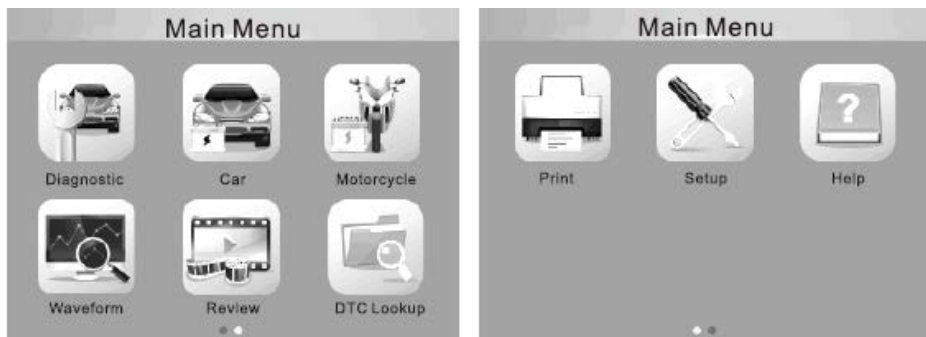 Main Menu
Diagnostic
Car
Motorcycle
Waveform
Review
DTC Lookup
Main Menu
Print
Setup
Help
?